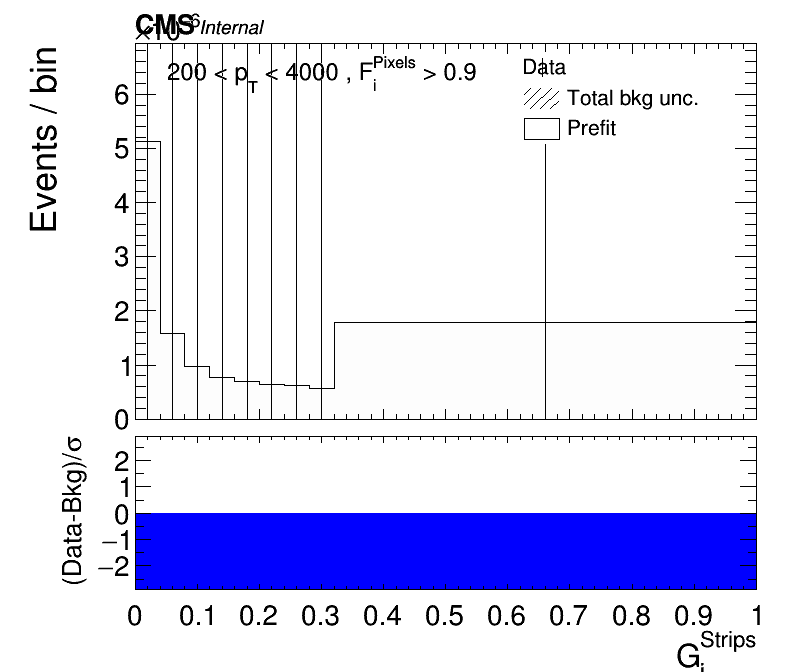 CMS Internal
×10⁻⁶
200 < p_T < 4000 , F_i^Pixels > 0.9
Data
Total bkg unc.
Prefit
Events / bin
6
5
4
3
2
1
0
(Data-Bkg)/σ
2
1
0
−1
−2
0 0.1 0.2 0.3 0.4 0.5 0.6 0.7 0.8 0.9 1
G_i^Strips